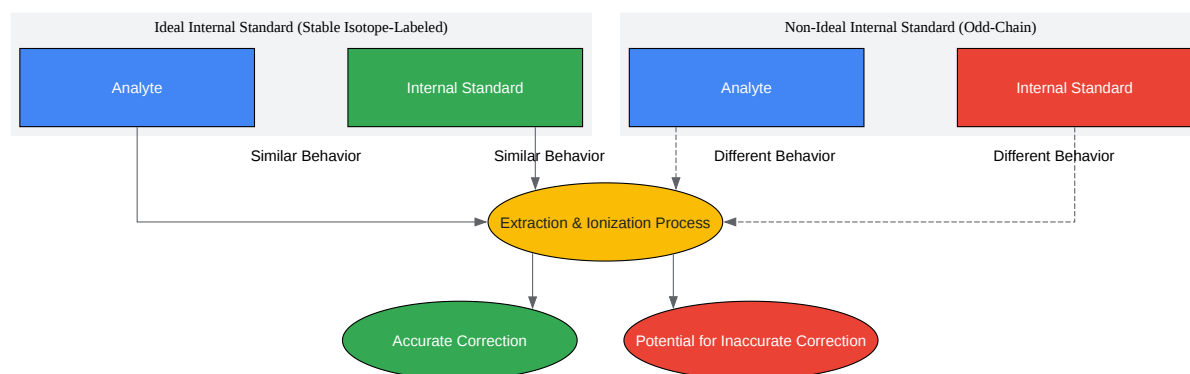 Ideal Internal Standard (Stable Isotope-Labeled)
Non-Ideal Internal Standard (Odd-Chain)
Analyte
Internal Standard
Analyte
Internal Standard
Similar Behavior
Similar Behavior
Different Behavior
Different Behavior
Extraction & Ionization Process
Accurate Correction
Potential for Inaccurate Correction